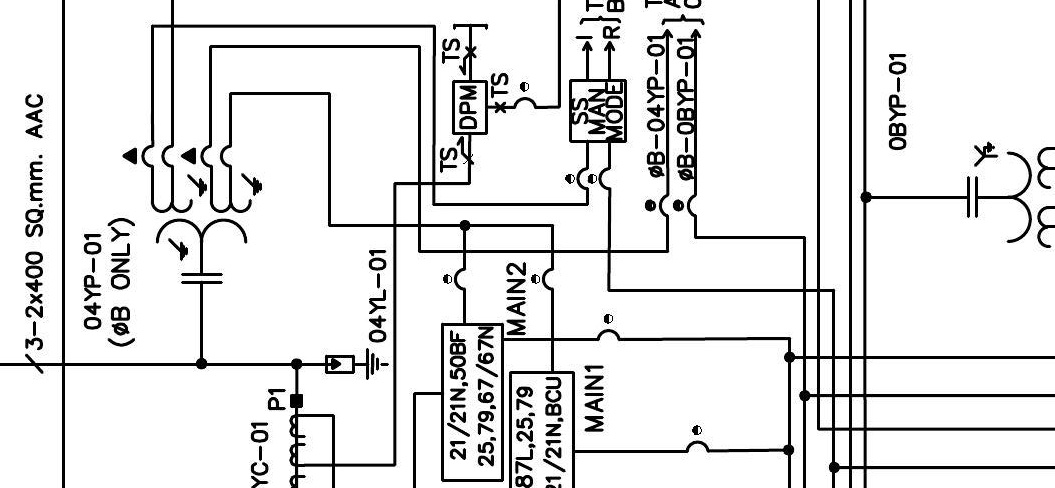 3-2x400 SQ.mm. AAC
04YP-01
(øB ONLY)
04YL-01
P1
YC-01
TS
DPM
TS
TS
I
R
SS
MAN
MODE
øB-04YP-01
øB-0BYP-01
0BYP-01
MAIN2
21/21N,50BF
25,79,67/67N
MAIN1
87L,25,79
21/21N,BCU